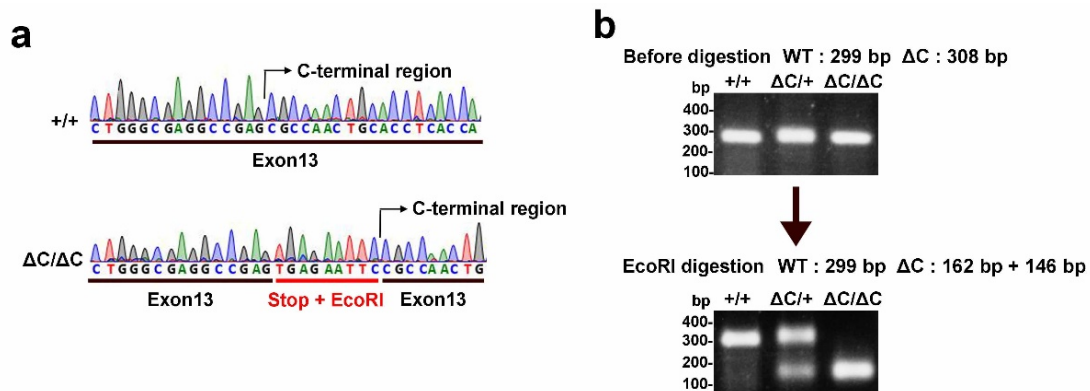 a
C-terminal region
+/+
CTGGGCGAGGCCGAGCGCCAACTGCACCTCACCA
Exon13
C-terminal region
ΔC/ΔC
CTGGGCGAGGCCGAGTGAGAATTCCGCCAACTG
Exon13 Stop + EcoRI Exon13
b
Before digestion WT : 299 bp ΔC : 308 bp
bp +/+ ΔC/+ ΔC/ΔC
400-
300-
200-
100-
EcoRI digestion WT : 299 bp ΔC : 162 bp + 146 bp
bp +/+ ΔC/+ ΔC/ΔC
400-
300-
200-
100-